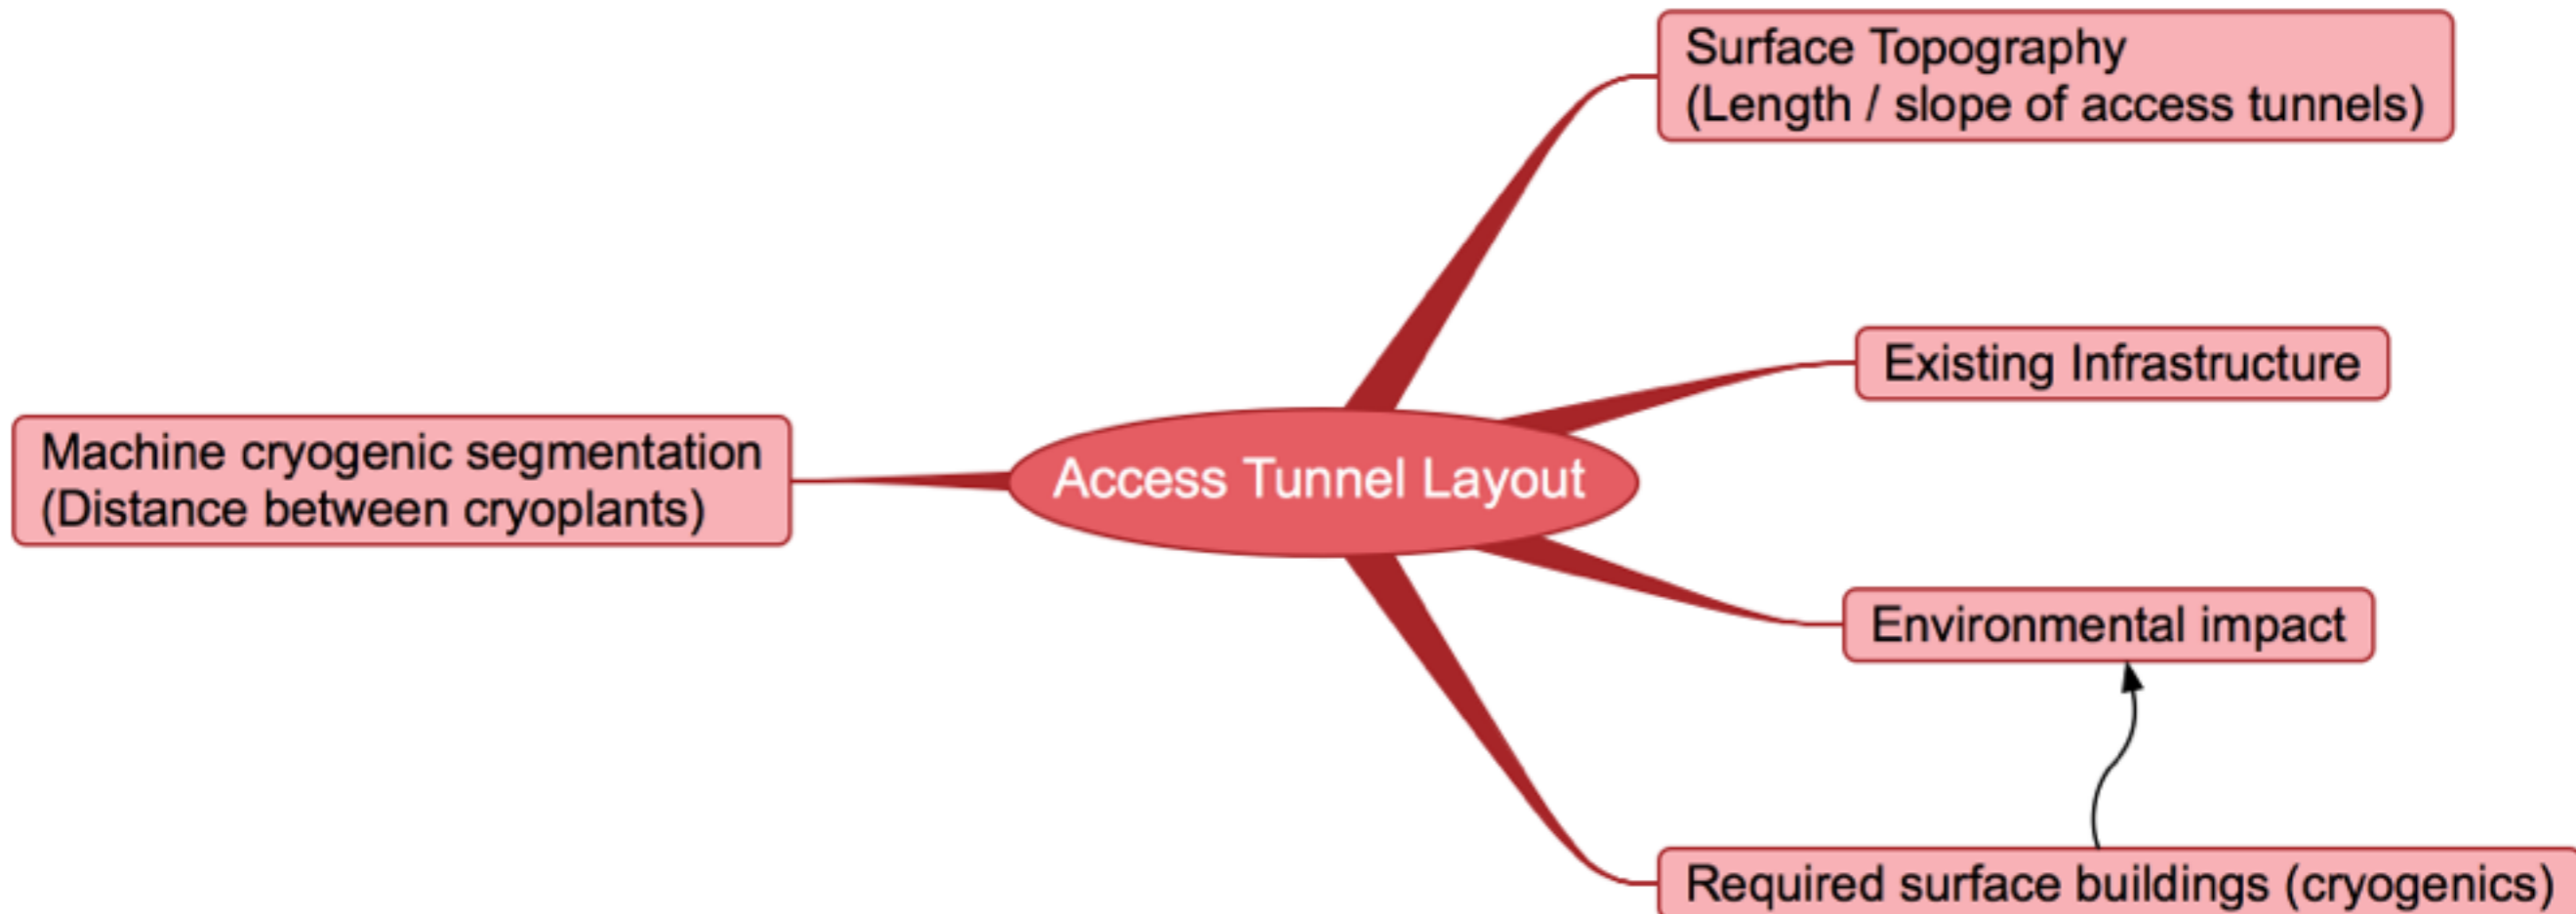 Surface Topography
(Length / slope of access tunnels)
Existing Infrastructure
Machine cryogenic segmentation
(Distance between cryoplants)
Access Tunnel Layout
Environmental impact
Required surface buildings (cryogenics)